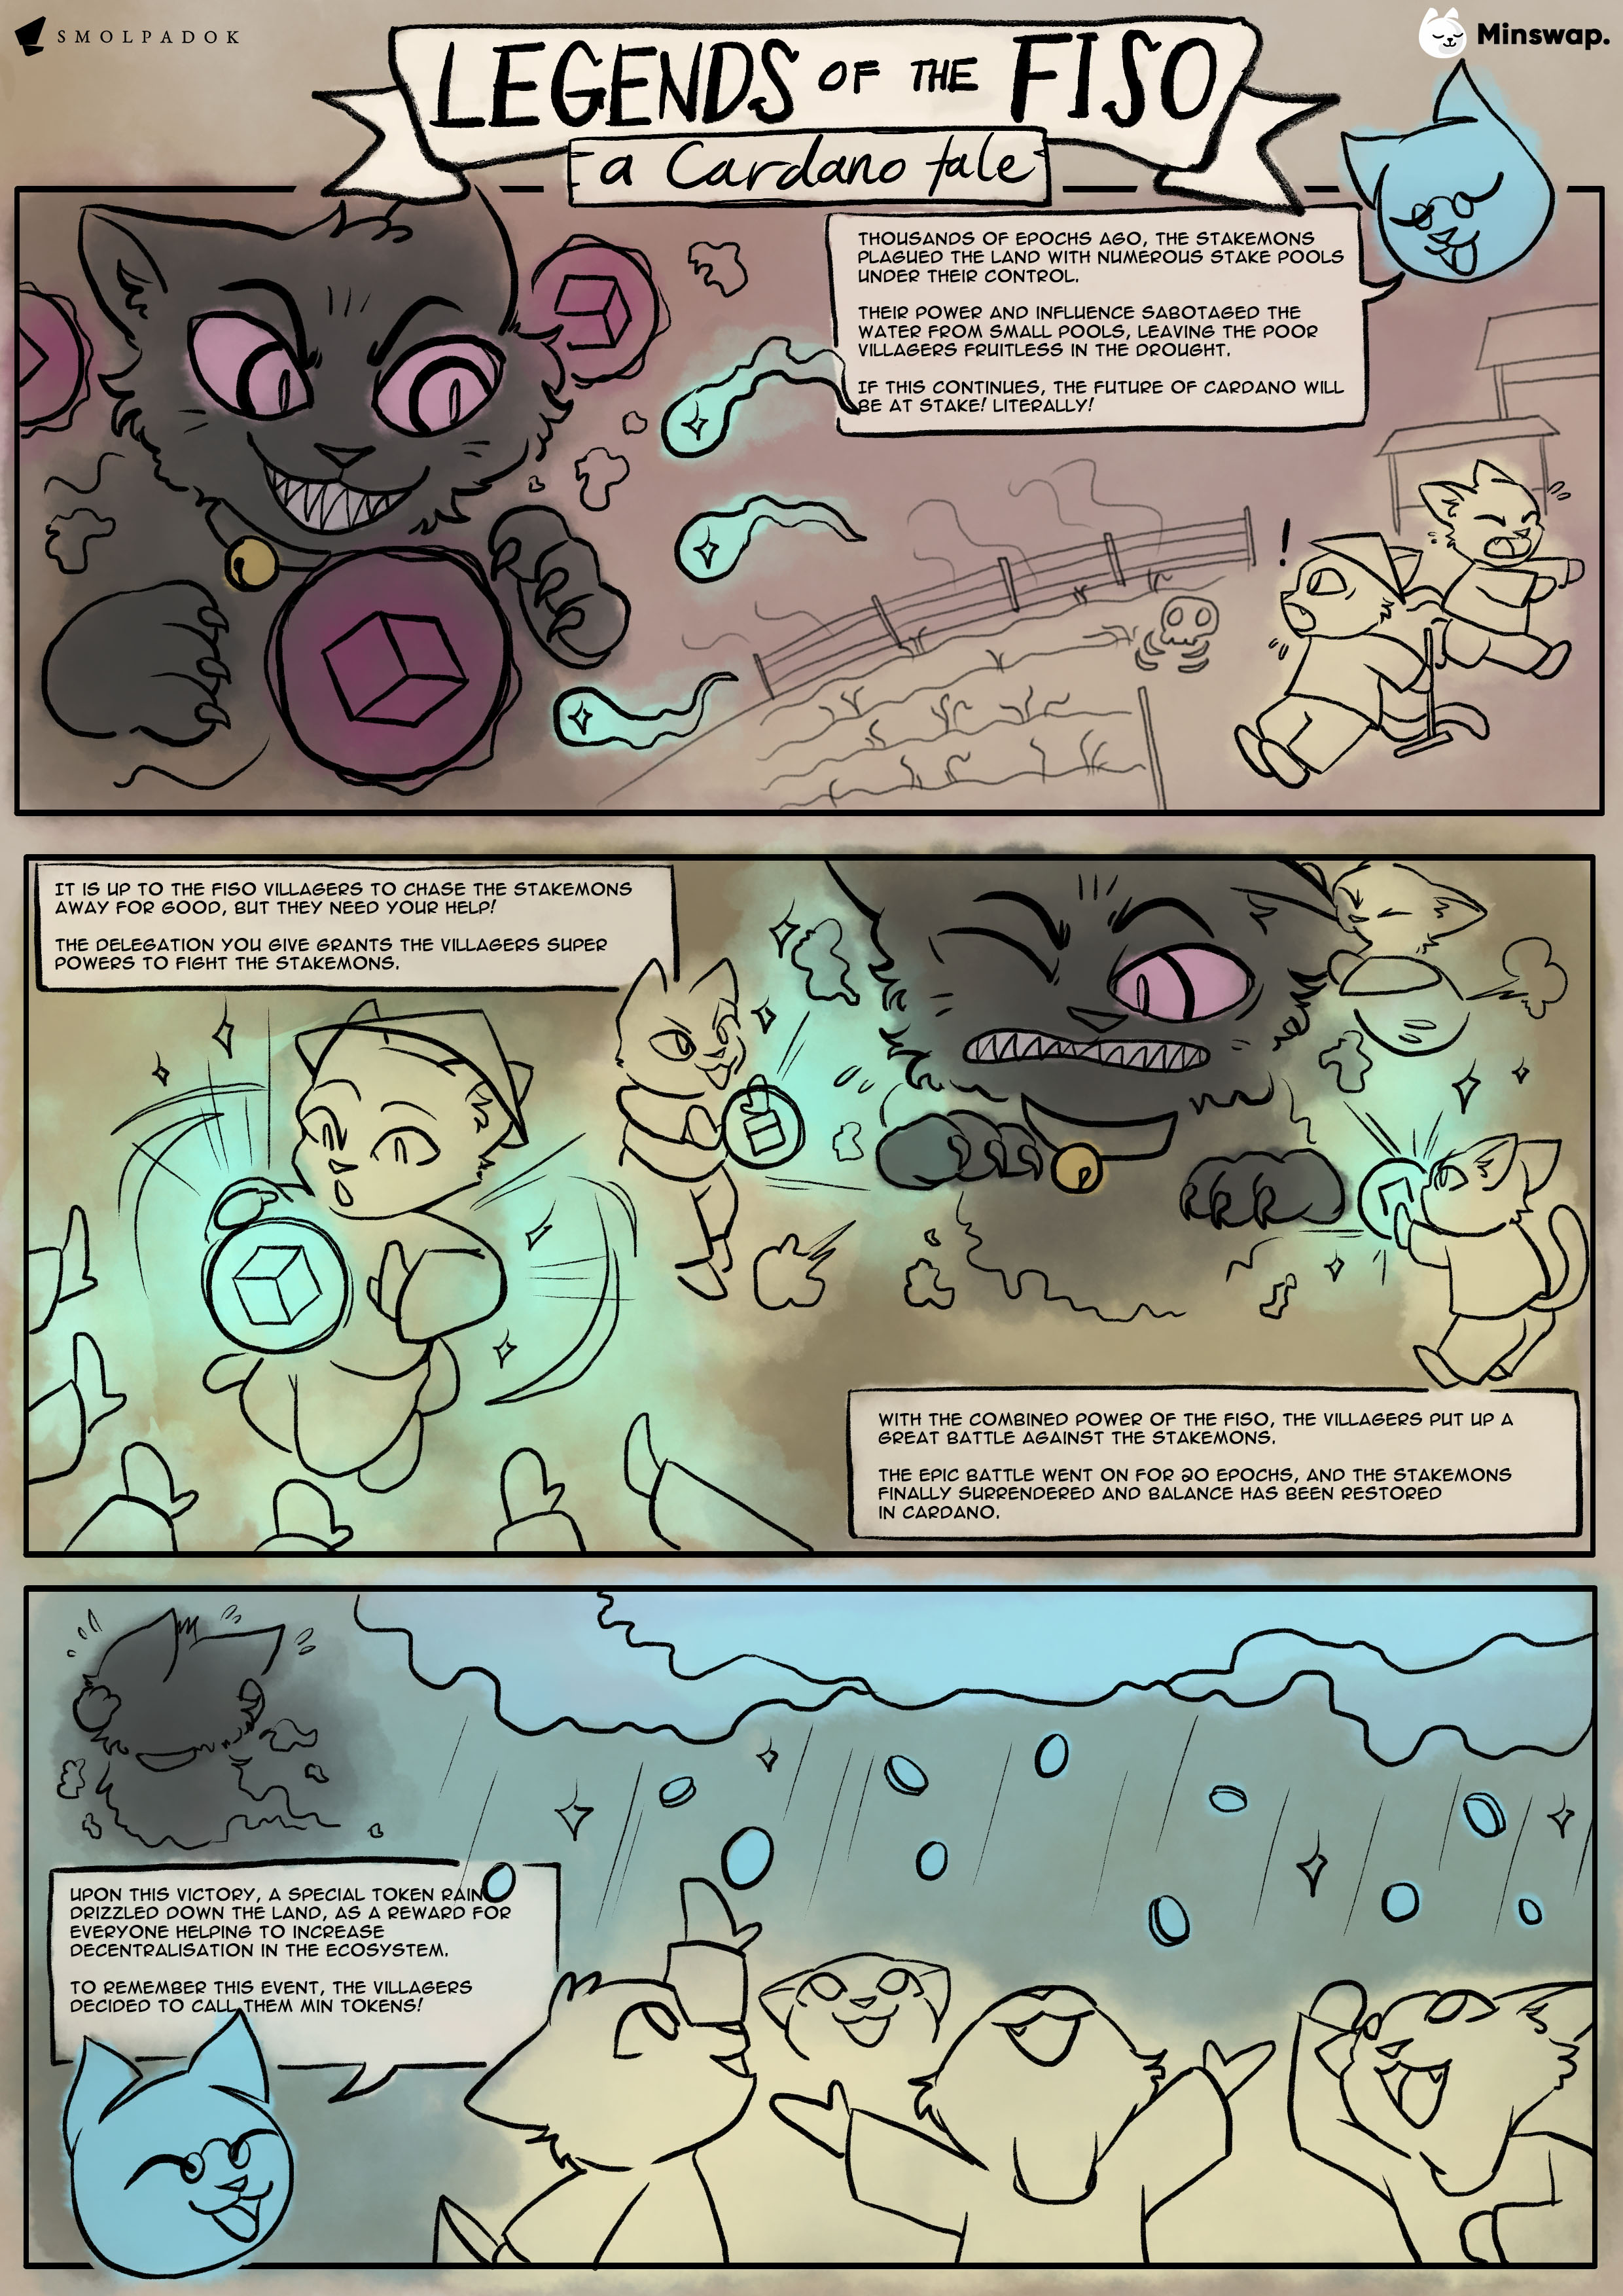 SMOLPADOK
Minswap.
LEGENDS OF THE FISO
a Cardano tale
THOUSANDS OF EPOCHS AGO, THE STAKEMONS
PLAGUED THE LAND WITH NUMEROUS STAKE POOLS
UNDER THEIR CONTROL.
THEIR POWER AND INFLUENCE SABOTAGED THE
WATER FROM SMALL POOLS, LEAVING THE POOR
VILLAGERS FRUITLESS IN THE DROUGHT.
IF THIS CONTINUES, THE FUTURE OF CARDANO WILL
BE AT STAKE! LITERALLY!
!
IT IS UP TO THE FISO VILLAGERS TO CHASE THE STAKEMONS
AWAY FOR GOOD, BUT THEY NEED YOUR HELP!
THE DELEGATION YOU GIVE GRANTS THE VILLAGERS SUPER
POWERS TO FIGHT THE STAKEMONS.
WITH THE COMBINED POWER OF THE FISO, THE VILLAGERS PUT UP A
GREAT BATTLE AGAINST THE STAKEMONS.
THE EPIC BATTLE WENT ON FOR 20 EPOCHS, AND THE STAKEMONS
FINALLY SURRENDERED AND BALANCE HAS BEEN RESTORED
IN CARDANO.
UPON THIS VICTORY, A SPECIAL TOKEN RAIN
DRIZZLED DOWN THE LAND, AS A REWARD FOR
EVERYONE HELPING TO INCREASE
DECENTRALISATION IN THE ECOSYSTEM.
TO REMEMBER THIS EVENT, THE VILLAGERS
DECIDED TO CALL THEM MIN TOKENS!